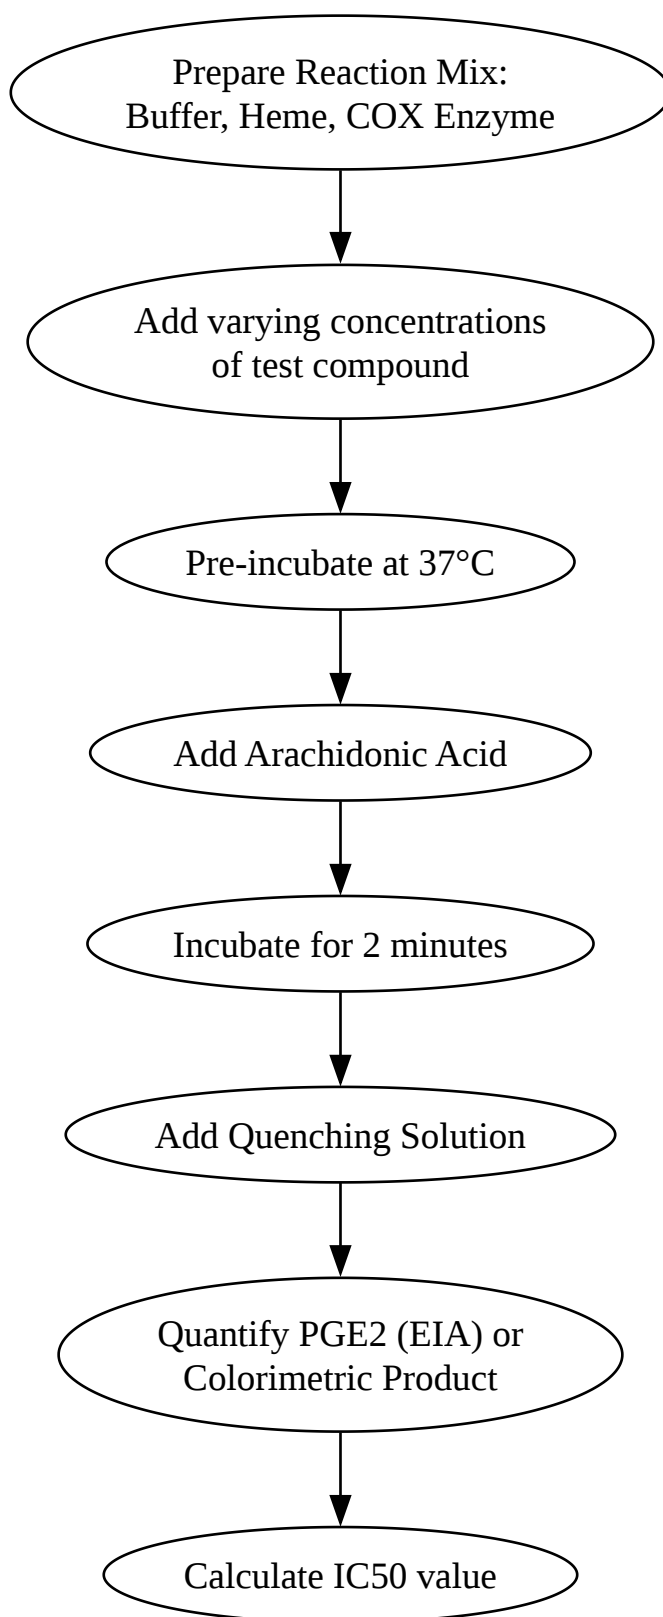 Prepare Reaction Mix:
Buffer, Heme, COX Enzyme
Add varying concentrations
of test compound
Pre-incubate at 37°C
Add Arachidonic Acid
Incubate for 2 minutes
Add Quenching Solution
Quantify PGE2 (EIA) or
Colorimetric Product
Calculate IC50 value